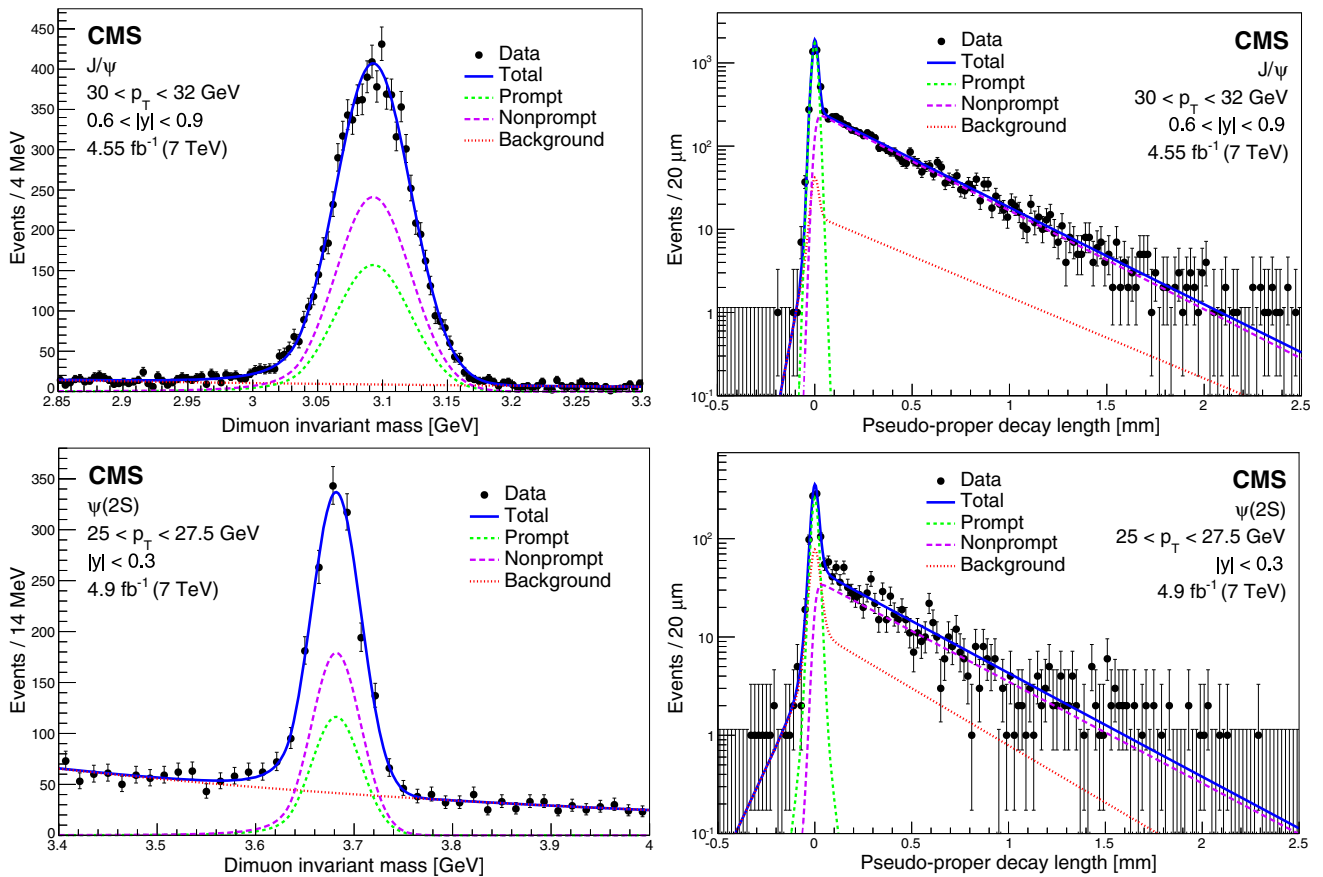 CMS
J/ψ
30 < p_T < 32 GeV
0.6 < |y| < 0.9
4.55 fb⁻¹ (7 TeV)
Data
Total
Prompt
Nonprompt
Background
Events / 4 MeV
0
50
100
150
200
250
300
350
400
450
2.85 2.9 2.95 3 3.05 3.1 3.15 3.2 3.25 3.3
Dimuon invariant mass [GeV]
CMS
J/ψ
30 < p_T < 32 GeV
0.6 < |y| < 0.9
4.55 fb⁻¹ (7 TeV)
Data
Total
Prompt
Nonprompt
Background
Events / 20 μm
10³
10²
10
1
10⁻¹
-0.5 0 0.5 1 1.5 2 2.5
Pseudo-proper decay length [mm]
CMS
ψ(2S)
25 < p_T < 27.5 GeV
|y| < 0.3
4.9 fb⁻¹ (7 TeV)
Data
Total
Prompt
Nonprompt
Background
Events / 14 MeV
0
50
100
150
200
250
300
350
3.4 3.5 3.6 3.7 3.8 3.9 4
Dimuon invariant mass [GeV]
CMS
ψ(2S)
25 < p_T < 27.5 GeV
|y| < 0.3
4.9 fb⁻¹ (7 TeV)
Data
Total
Prompt
Nonprompt
Background
Events / 20 μm
10²
10
1
10⁻¹
-0.5 0 0.5 1 1.5 2 2.5
Pseudo-proper decay length [mm]